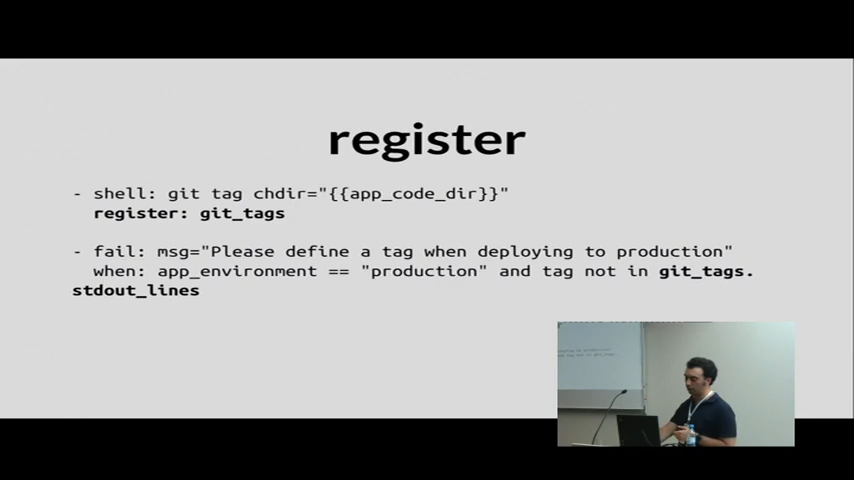 register
- shell: git tag chdir="{{app_code_dir}}"
register: git_tags
- fail: msg="Please define a tag when deploying to production"
when: app_environment == "production" and tag not in git_tags.
stdout_lines